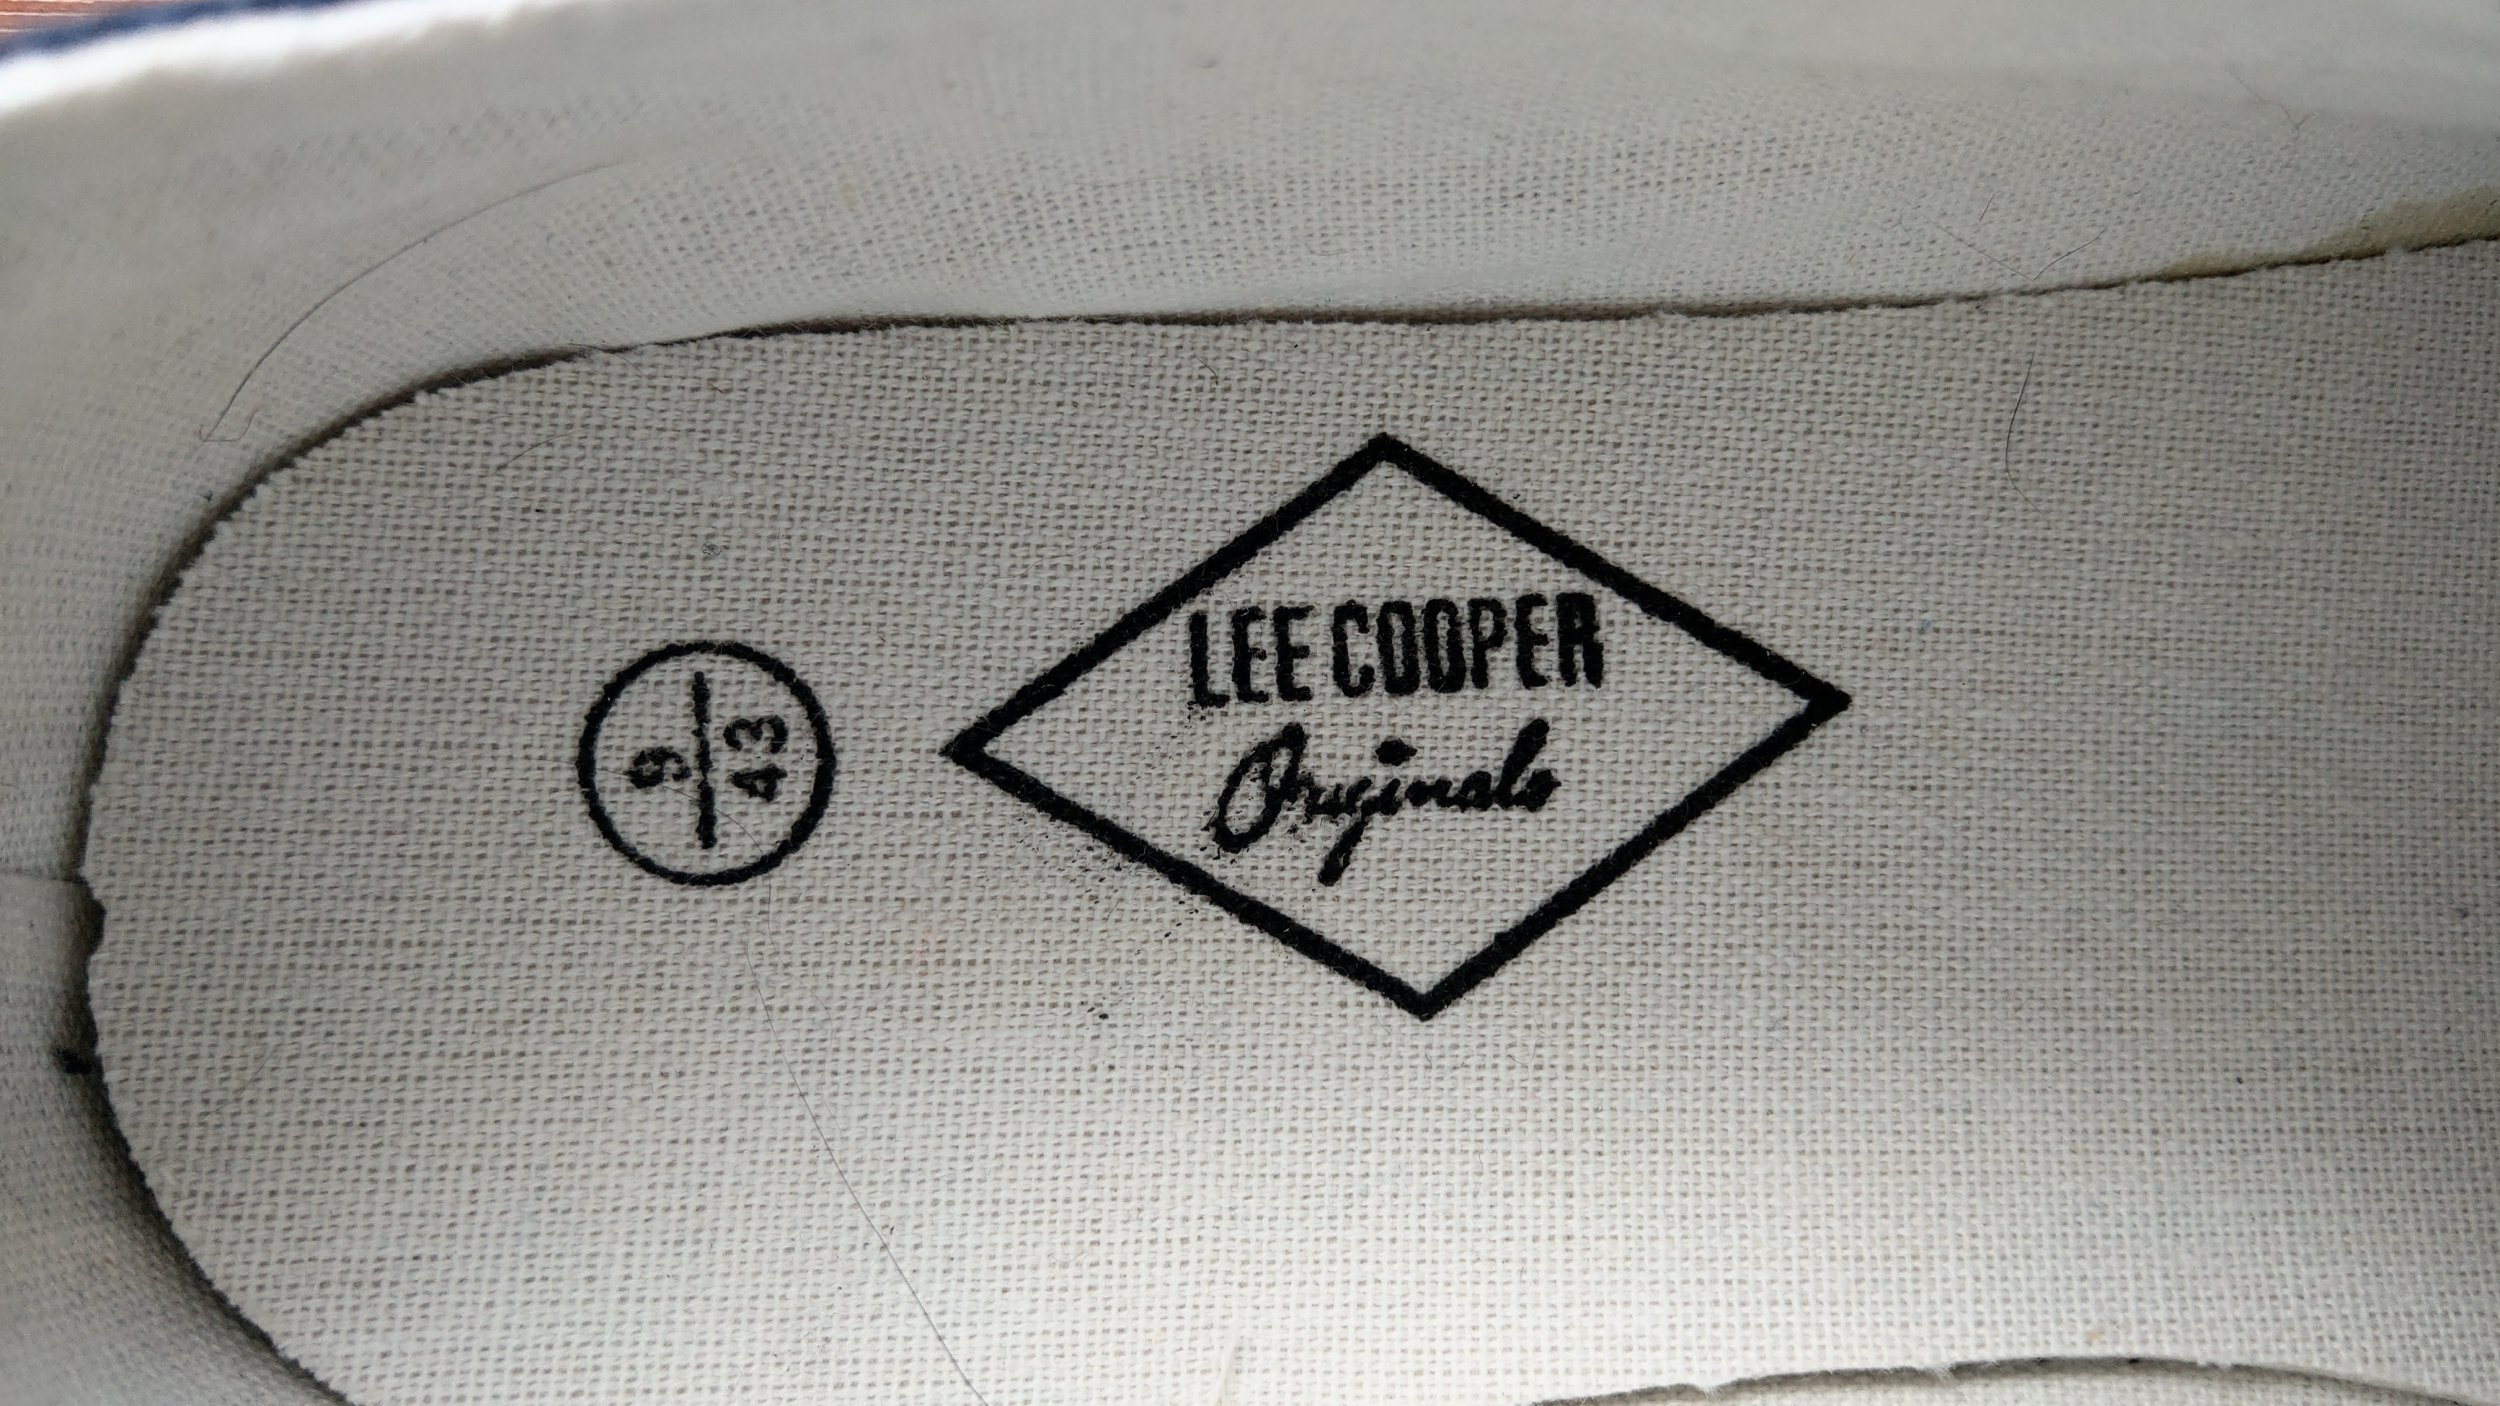 LEE COOPER
Originals
9
43